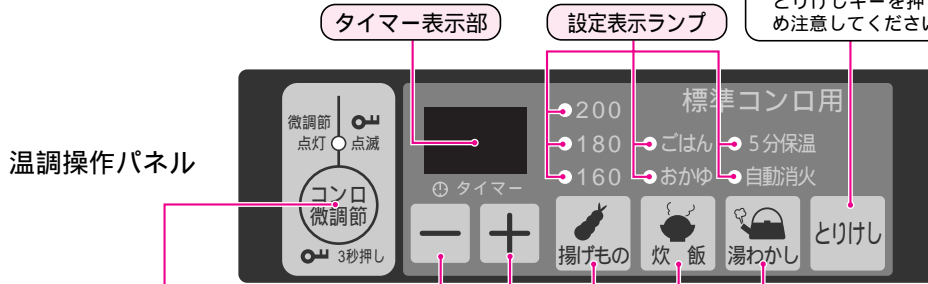 とりけしキーを押
め注意してください
タイマー表示部
設定表示ランプ
温調操作パネル
標準コンロ用
微調節
点灯 点滅
コンロ
微調節
3秒押し
タイマー
200
180 ごはん 5分保温
160 おかゆ 自動消火
揚げもの
炊 飯
湯わかし
とりけし